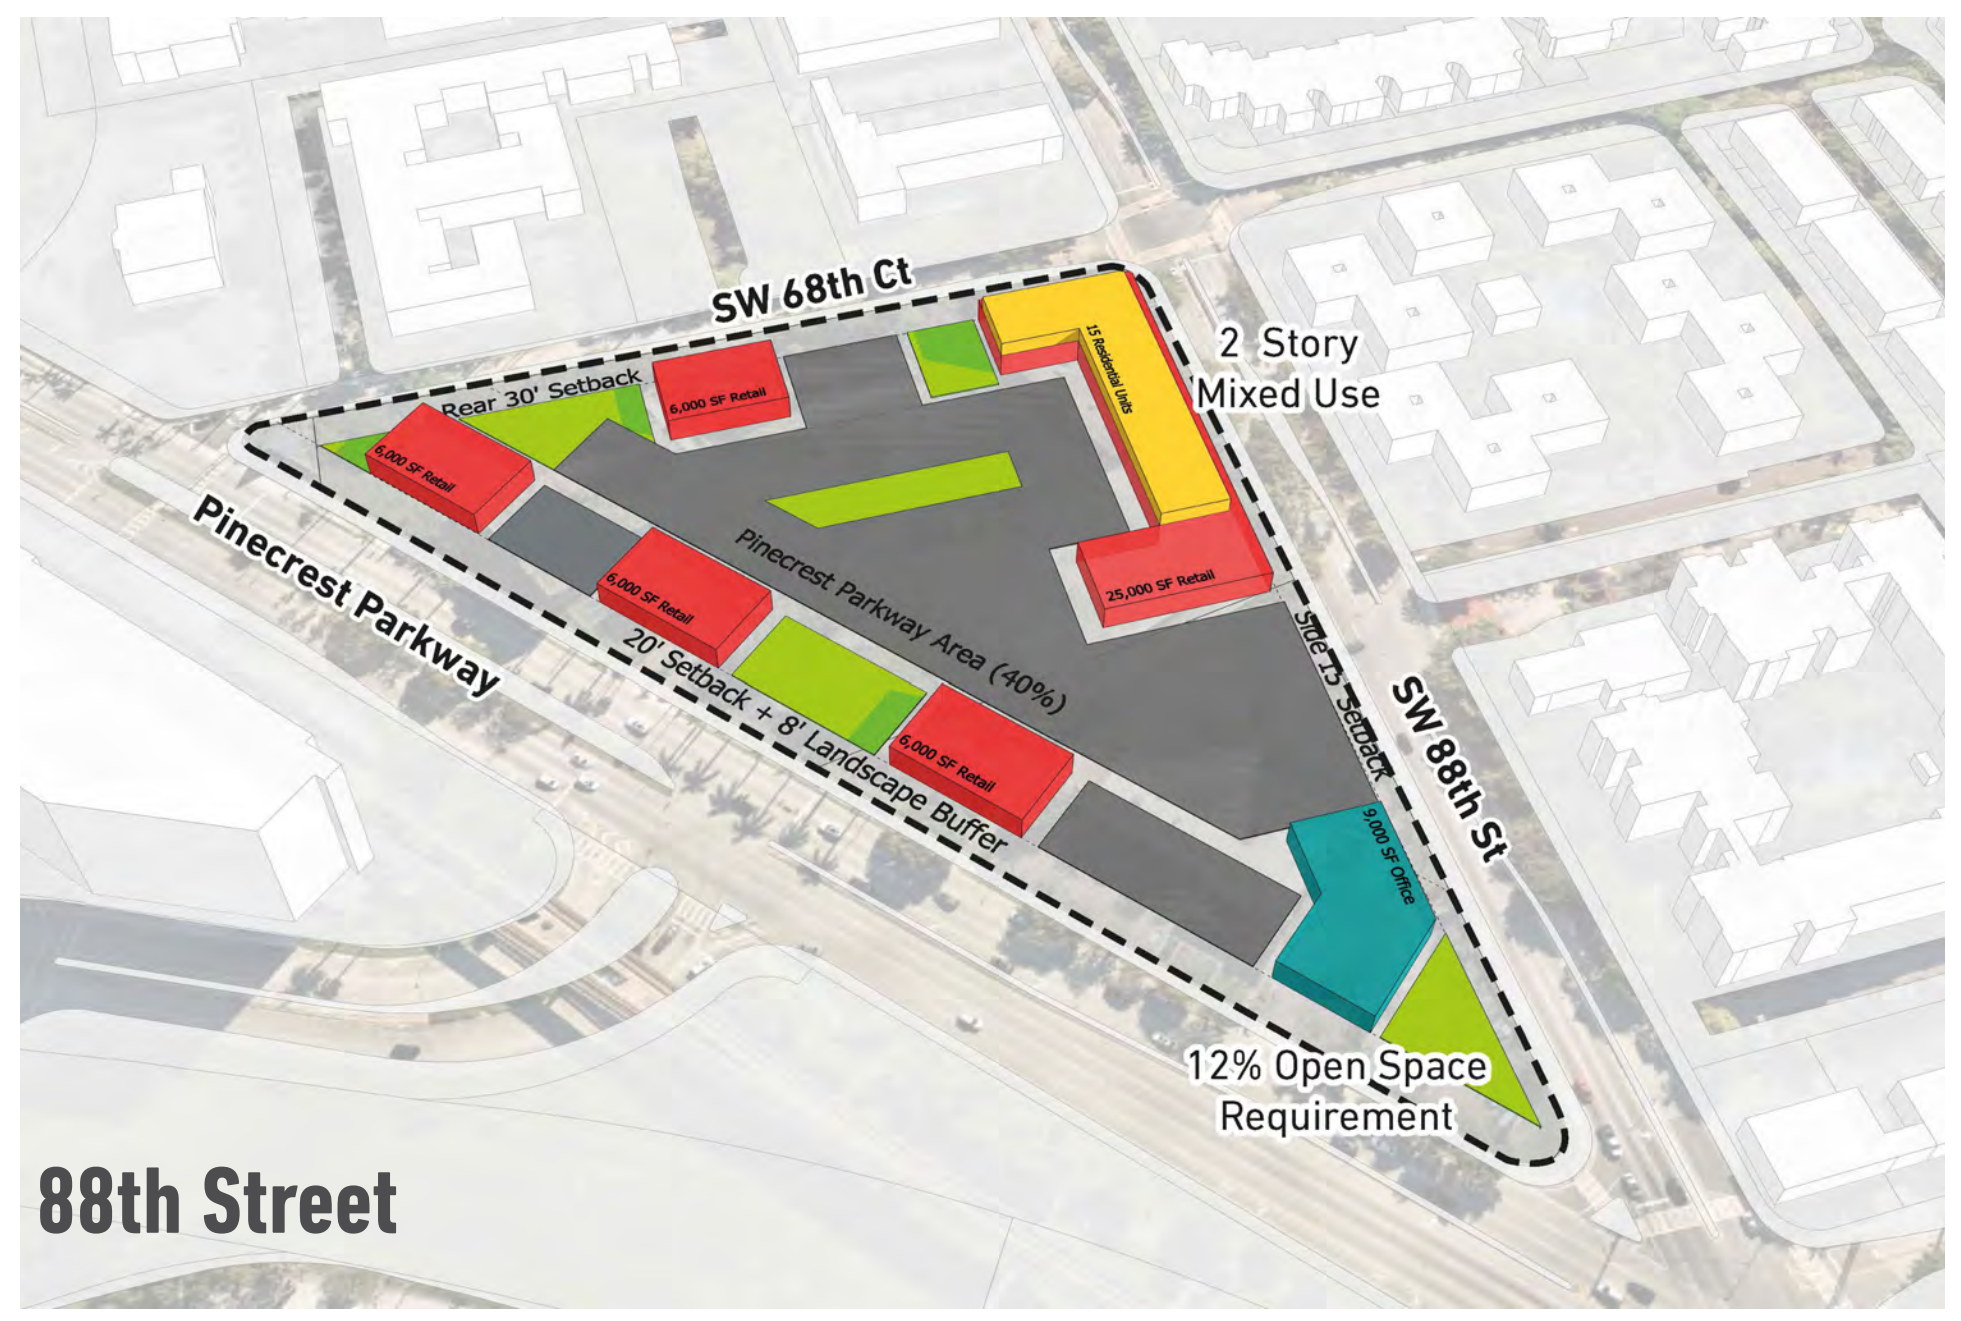 SW 68th Ct
2 Story
Mixed Use
Rear 30' Setback
6,000 SF Retail
15 Residential Units
6,000 SF Retail
Pinecrest Parkway
6,000 SF Retail
Pinecrest Parkway Area (40%)
25,000 SF Retail
Side 15 Setback
20' Setback + 8' Landscape Buffer
6,000 SF Retail
SW 88th St
9,000 SF Office
12% Open Space
Requirement
88th Street